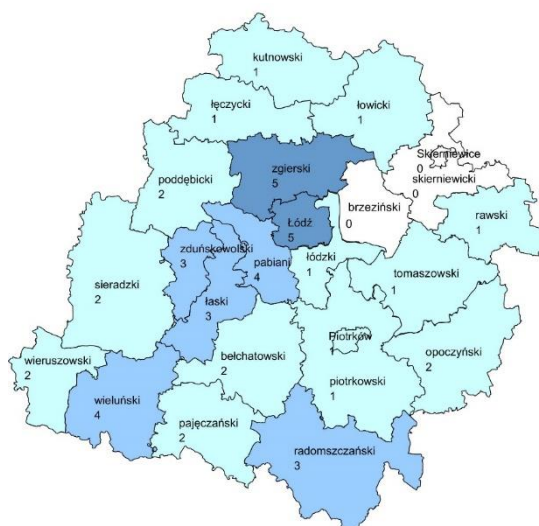 kutnowski
1
łęczycki
1
łowicki
1
Skierniewice
0
skierniewicki
0
zgierski
5
poddębicki
2
brzeziński
0
rawski
1
Łódź
5
zduńskowolski
3
pabiani
4
łódzki
1
tomaszowski
1
sieradzki
2
łaski
3
Piotrków
1
wieruszowski
2
bełchatowski
2
opoczyński
2
piotrkowski
1
wieluński
4
pajęczański
2
radomszczański
3